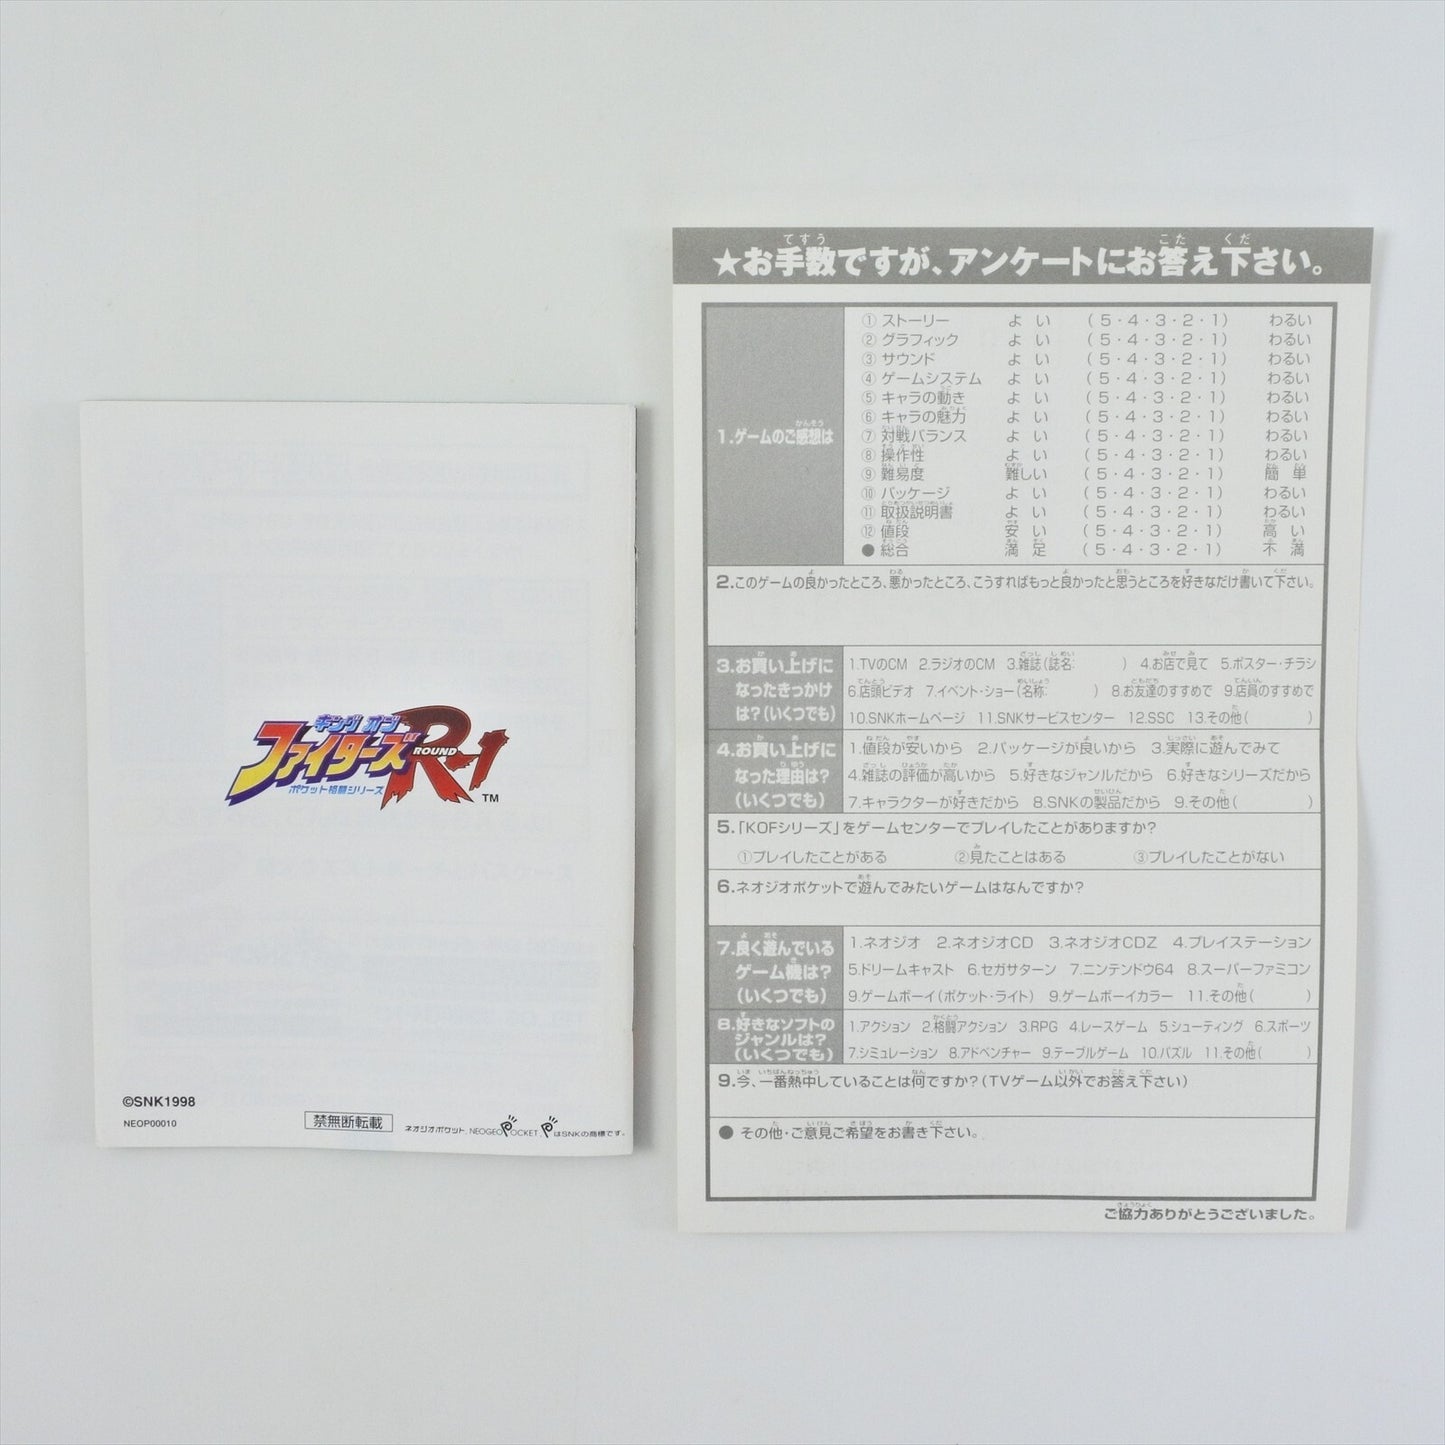 キング オブ
ファイターズ ROUND R-1
ポケット格闘シリーズ TM
©SNK1998
NEOP00010
禁無断転載
ネオジオポケット, NEOGEO POCKET, PはSNKの商標です。
★お手数ですが、アンケートにお答え下さい。
1.ゲームのご感想は
① ストーリー よ い ( 5・4・3・2・1 ) わるい
② グラフィック よ い ( 5・4・3・2・1 ) わるい
③ サウンド よ い ( 5・4・3・2・1 ) わるい
④ ゲームシステム よ い ( 5・4・3・2・1 ) わるい
⑤ キャラの動き よ い ( 5・4・3・2・1 ) わるい
⑥ キャラの魅力 よ い ( 5・4・3・2・1 ) わるい
⑦ 対戦バランス よ い ( 5・4・3・2・1 ) わるい
⑧ 操作性 よ い ( 5・4・3・2・1 ) わるい
⑨ 難易度 難しい ( 5・4・3・2・1 ) 簡 単
⑩ パッケージ よ い ( 5・4・3・2・1 ) わるい
⑪ 取扱説明書 よ い ( 5・4・3・2・1 ) わるい
⑫ 値段 安 い ( 5・4・3・2・1 ) 高 い
● 総合 満 足 ( 5・4・3・2・1 ) 不 満
2.このゲームの良かったところ、悪かったところ、こうすればもっと良かったと思うところを好きなだけ書いて下さい。
3.お買い上げに
なったきっかけ
は?(いくつでも)
1.TVのCM 2.ラジオのCM 3.雑誌(誌名: ) 4.お店で見て 5.ポスター・チラシ
6.店頭ビデオ 7.イベント・ショー(名称: ) 8.お友達のすすめで 9.店員のすすめで
10.SNKホームページ 11.SNKサービスセンター 12.SSC 13.その他( )
4.お買い上げに
なった理由は?
(いくつでも)
1.値段が安いから 2.パッケージが良いから 3.実際に遊んでみて
4.雑誌の評価が高いから 5.好きなジャンルだから 6.好きなシリーズだから
7.キャラクターが好きだから 8.SNKの製品だから 9.その他( )
5.「KOFシリーズ」をゲームセンターでプレイしたことがありますか?
①プレイしたことがある ②見たことはある ③プレイしたことがない
6.ネオジオポケットで遊んでみたいゲームはなんですか?
7.良く遊んでいる
ゲーム機は?
(いくつでも)
1.ネオジオ 2.ネオジオCD 3.ネオジオCDZ 4.プレイステーション
5.ドリームキャスト 6.セガサターン 7.ニンテンドウ64 8.スーパーファミコン
9.ゲームボーイ(ポケット・ライト) 9.ゲームボーイカラー 11.その他( )
8.好きなソフトの
ジャンルは?
(いくつでも)
1.アクション 2.格闘アクション 3.RPG 4.レースゲーム 5.シューティング 6.スポーツ
7.シミュレーション 8.アドベンチャー 9.テーブルゲーム 10.パズル 11.その他( )
9.今、一番熱中していることは何ですか?(TVゲーム以外でお答え下さい)
● その他・ご意見ご希望をお書き下さい。
ご協力ありがとうございました。